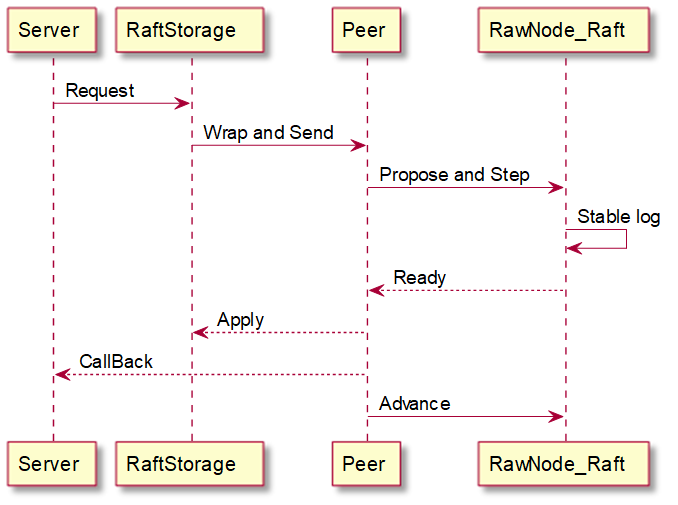 Server RaftStorage Peer RawNode_Raft
Request
Wrap and Send
Propose and Step
Stable log
Ready
Apply
CallBack
Advance
Server RaftStorage Peer RawNode_Raft